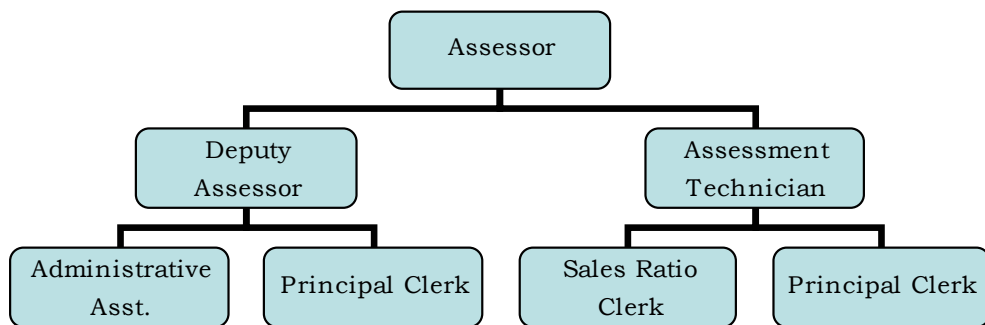 Assessor
Deputy
Assessor
Assessment
Technician
Administrative
Asst.
Principal Clerk
Sales Ratio
Clerk
Principal Clerk